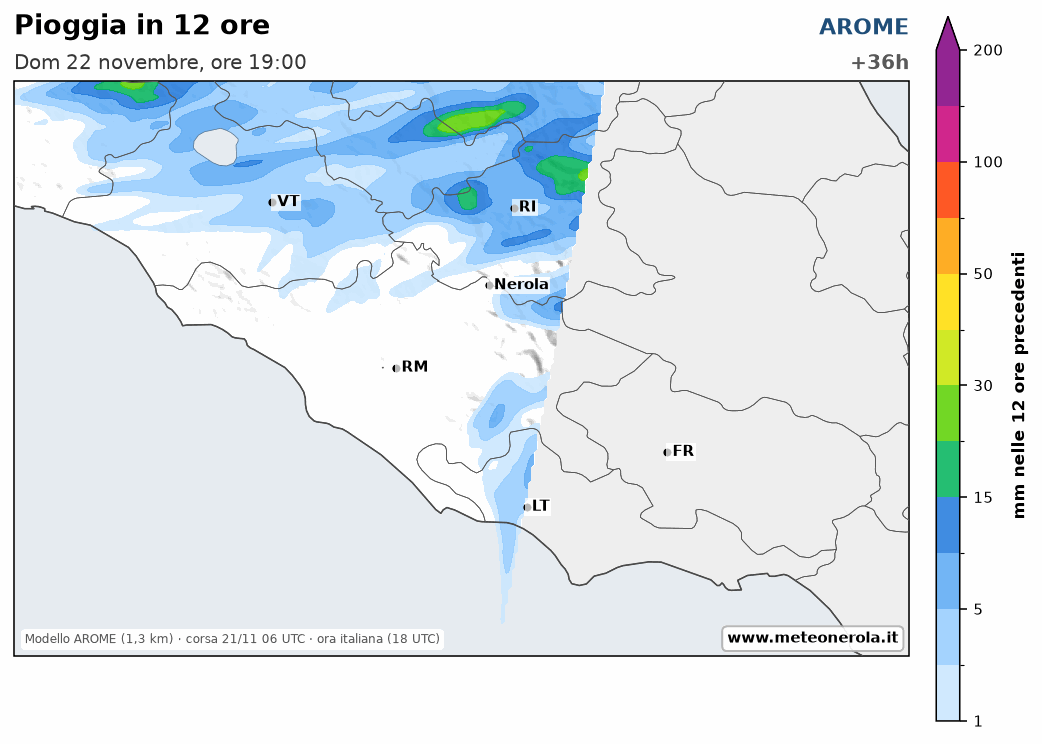 Pioggia in 12 ore
AROME
Dom 22 novembre, ore 19:00
+36h
VT
RI
Nerola
RM
FR
LT
Modello AROME (1,3 km) · corsa 21/11 06 UTC · ora italiana (18 UTC)
www.meteonerola.it
200
100
50
30
15
5
1
mm nelle 12 ore precedenti